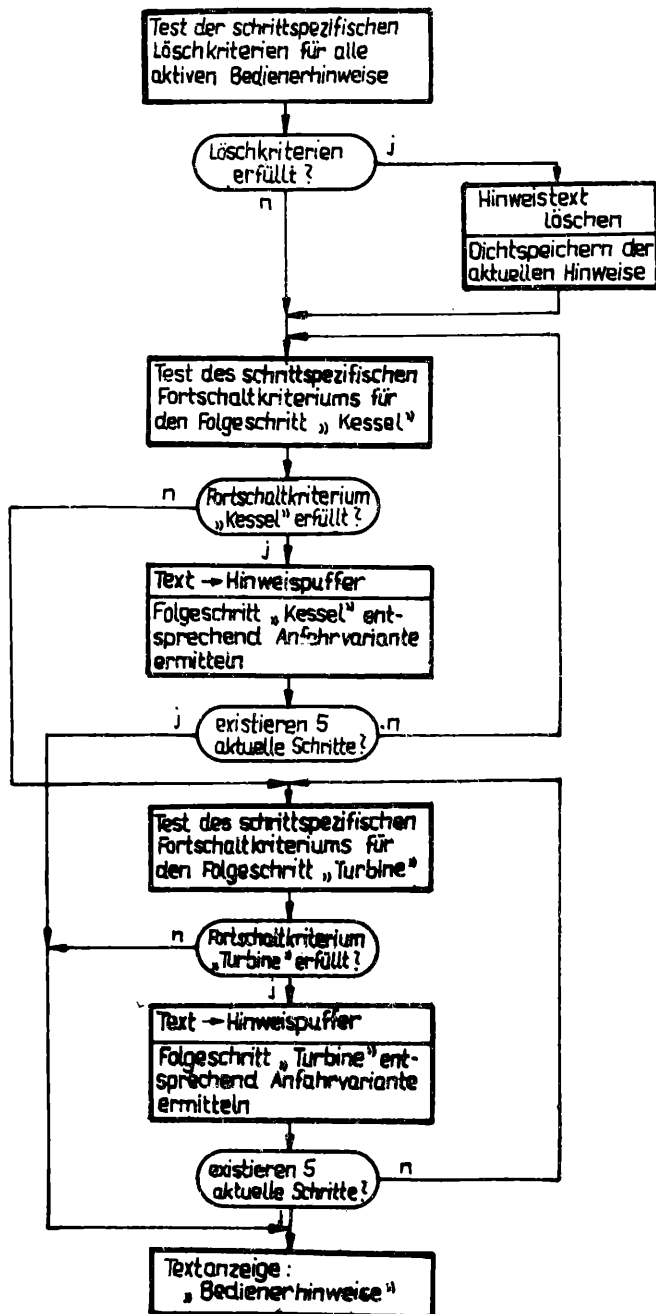 Test der schrittspezifischen
Löschkriterien für alle
aktiven Bedienerhinweise
Löschkriterien
erfüllt ?
j
n
Hinweistext
löschen
Dichtspeichern der
aktuellen Hinweise
Test des schrittspezifischen
Fortschaltkriteriums für
den Folgeschritt „Kessel”
n
Fortschaltkriterium
„Kessel” erfüllt ?
j
Text → Hinweispuffer
Folgeschritt „Kessel” ent-
sprechend Anfahrvariante
ermitteln
j
existieren 5
aktuelle Schritte ?
n
Test des schrittspezifischen
Fortschaltkriteriums für
den Folgeschritt „Turbine”
n
Fortschaltkriterium
„Turbine” erfüllt ?
j
Text → Hinweispuffer
Folgeschritt „Turbine” ent-
sprechend Anfahrvariante
ermitteln
existieren 5
aktuelle Schritte ?
n
j
Textanzeige :
„Bedienerhinweise”